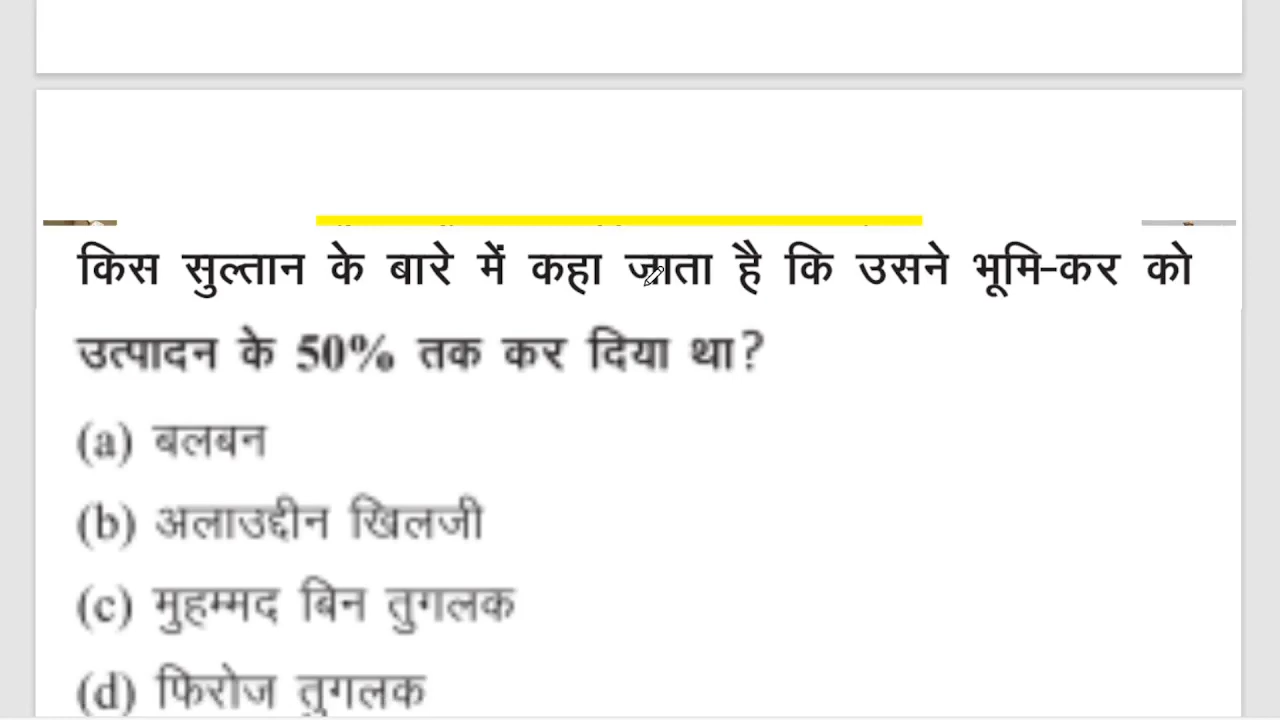 किस सुल्तान के बारे में कहा जाता है कि उसने भूमि-कर को
उत्पादन के 50% तक कर दिया था?
(a) बलबन
(b) अलाउद्दीन खिलजी
(c) मुहम्मद बिन तुगलक
(d) फिरोज तुगलक